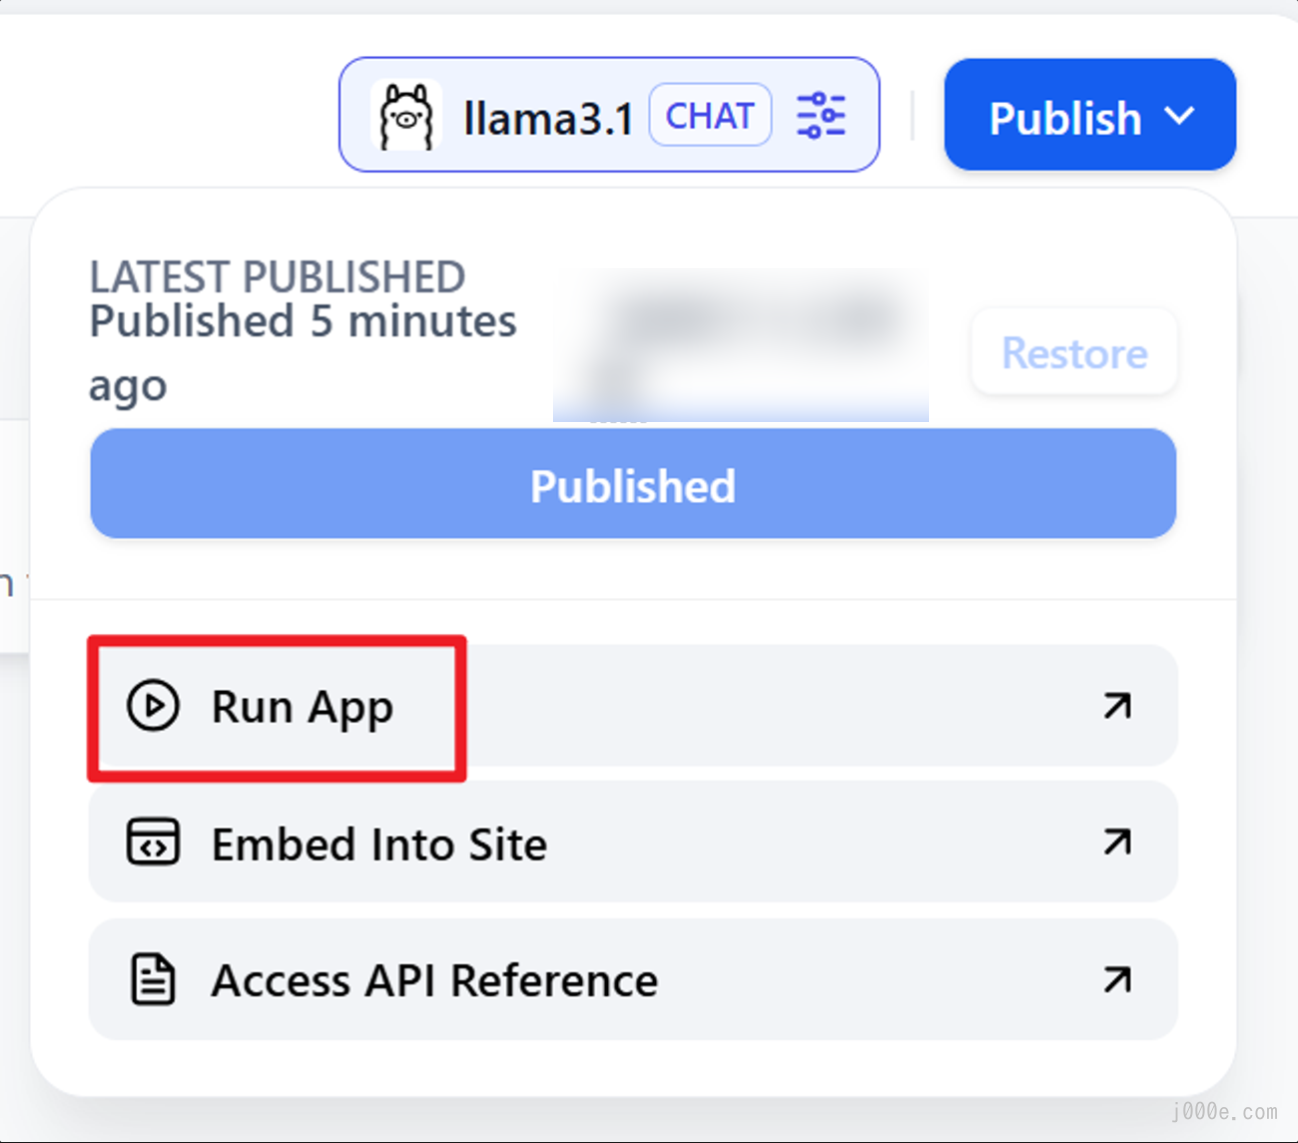 llama3.1 CHAT
Publish
LATEST PUBLISHED
Published 5 minutes
ago
Restore
Published
n
Run App
Embed Into Site
Access API Reference
j000e.com